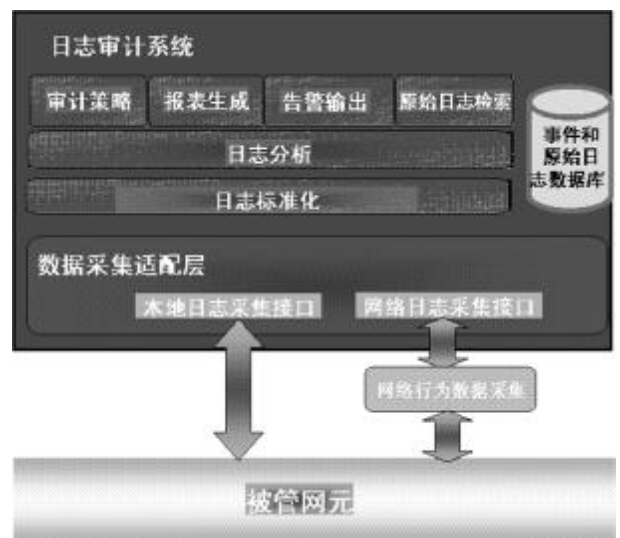 日志审计系统
审计策略 报表生成 告警输出 原始日志检索
事件和
原始日
志数据库
日志分析
日志标准化
数据采集适配层
本地日志采集接口 网络日志采集接口
网络行为数据采集
被管网元